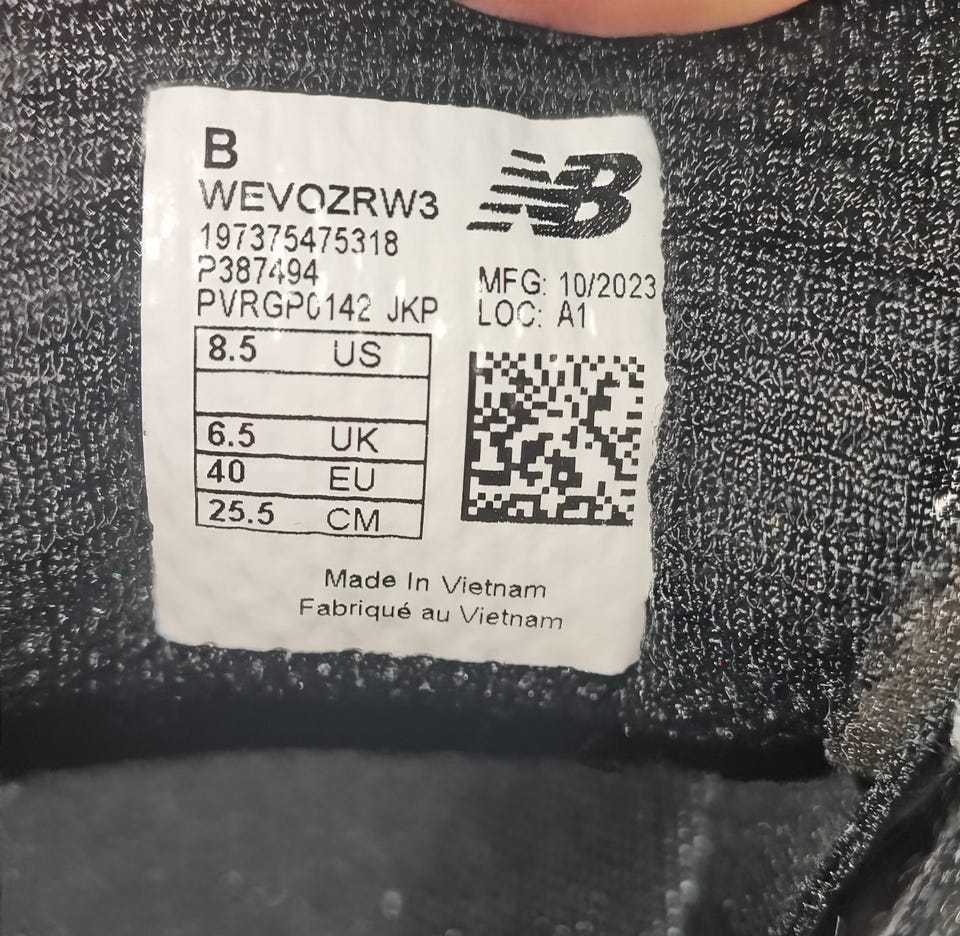 B
WEVOZRW3
197375475318
P387494
PVRGP0142 JKP
NB
MFG: 10/2023
LOC: A1
8.5 US
6.5 UK
40 EU
25.5 CM
Made In Vietnam
Fabriqué au Vietnam